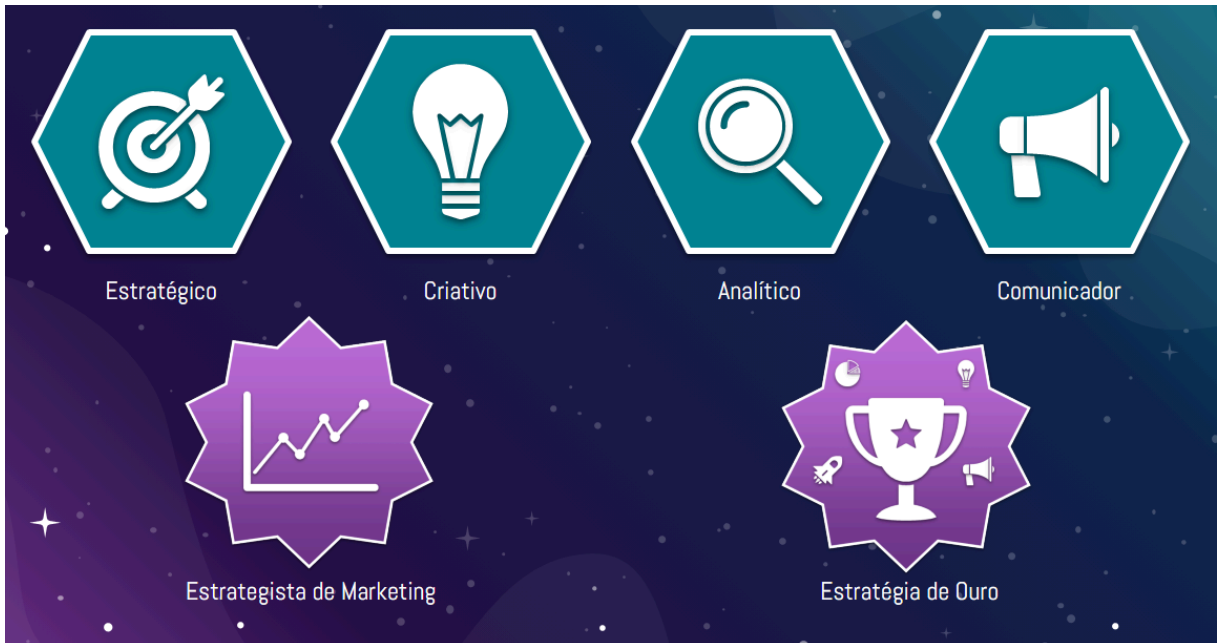 Estratégico
Criativo
Analítico
Comunicador
Estrategista de Marketing
Estratégia de Ouro